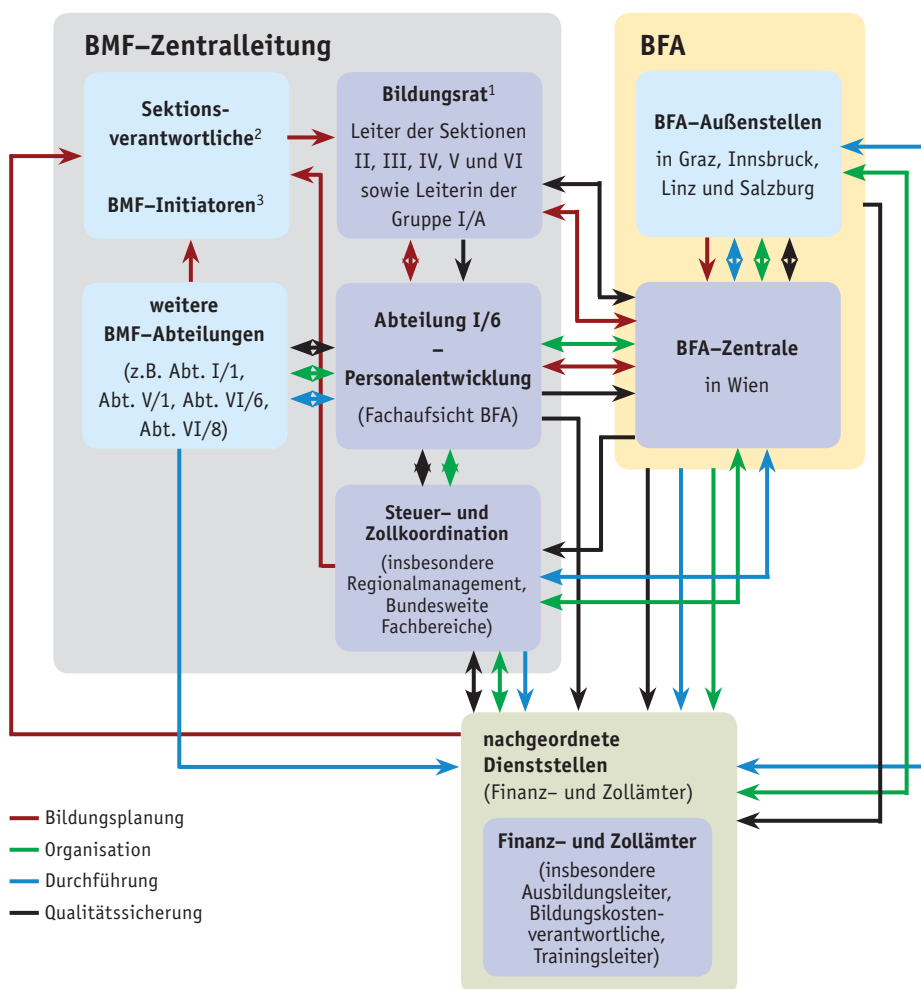 BMF–Zentralleitung
Sektions-
verantwortliche²
BMF–Initiatoren³
Bildungsrat¹
Leiter der Sektionen
II, III, IV, V und VI
sowie Leiterin der
Gruppe I/A
weitere
BMF–Abteilungen
(z.B. Abt. I/1,
Abt. V/1, Abt. VI/6,
Abt. VI/8)
Abteilung I/6
–
Personalentwicklung
(Fachaufsicht BFA)
Steuer– und
Zollkoordination
(insbesondere
Regionalmanagement,
Bundesweite
Fachbereiche)
BFA
BFA–Außenstellen
in Graz, Innsbruck,
Linz und Salzburg
BFA–Zentrale
in Wien
nachgeordnete
Dienststellen
(Finanz– und Zollämter)
Finanz– und Zollämter
(insbesondere
Ausbildungsleiter,
Bildungskosten-
verantwortliche,
Trainingsleiter)
Bildungsplanung
Organisation
Durchführung
Qualitätssicherung